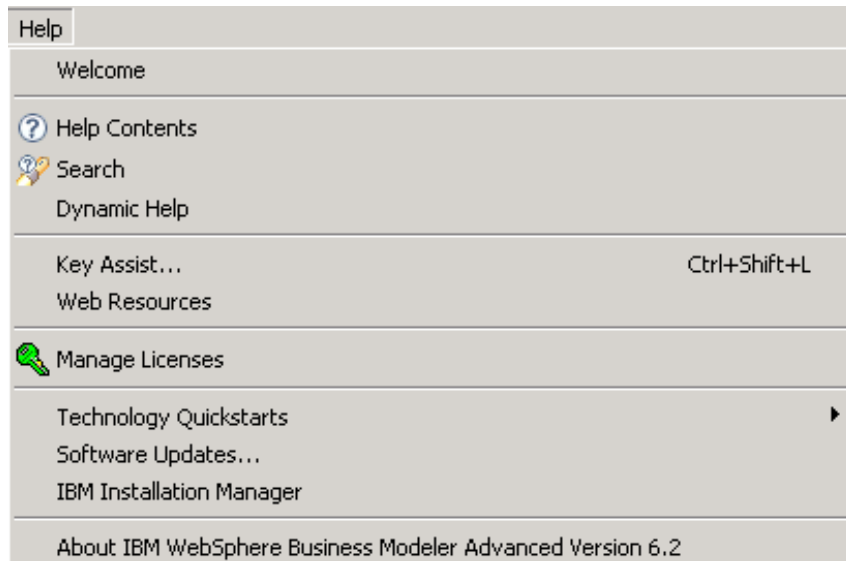 Help
Welcome
Help Contents
Search
Dynamic Help
Key Assist... Ctrl+Shift+L
Web Resources
Manage Licenses
Technology Quickstarts
Software Updates...
IBM Installation Manager
About IBM WebSphere Business Modeler Advanced Version 6.2